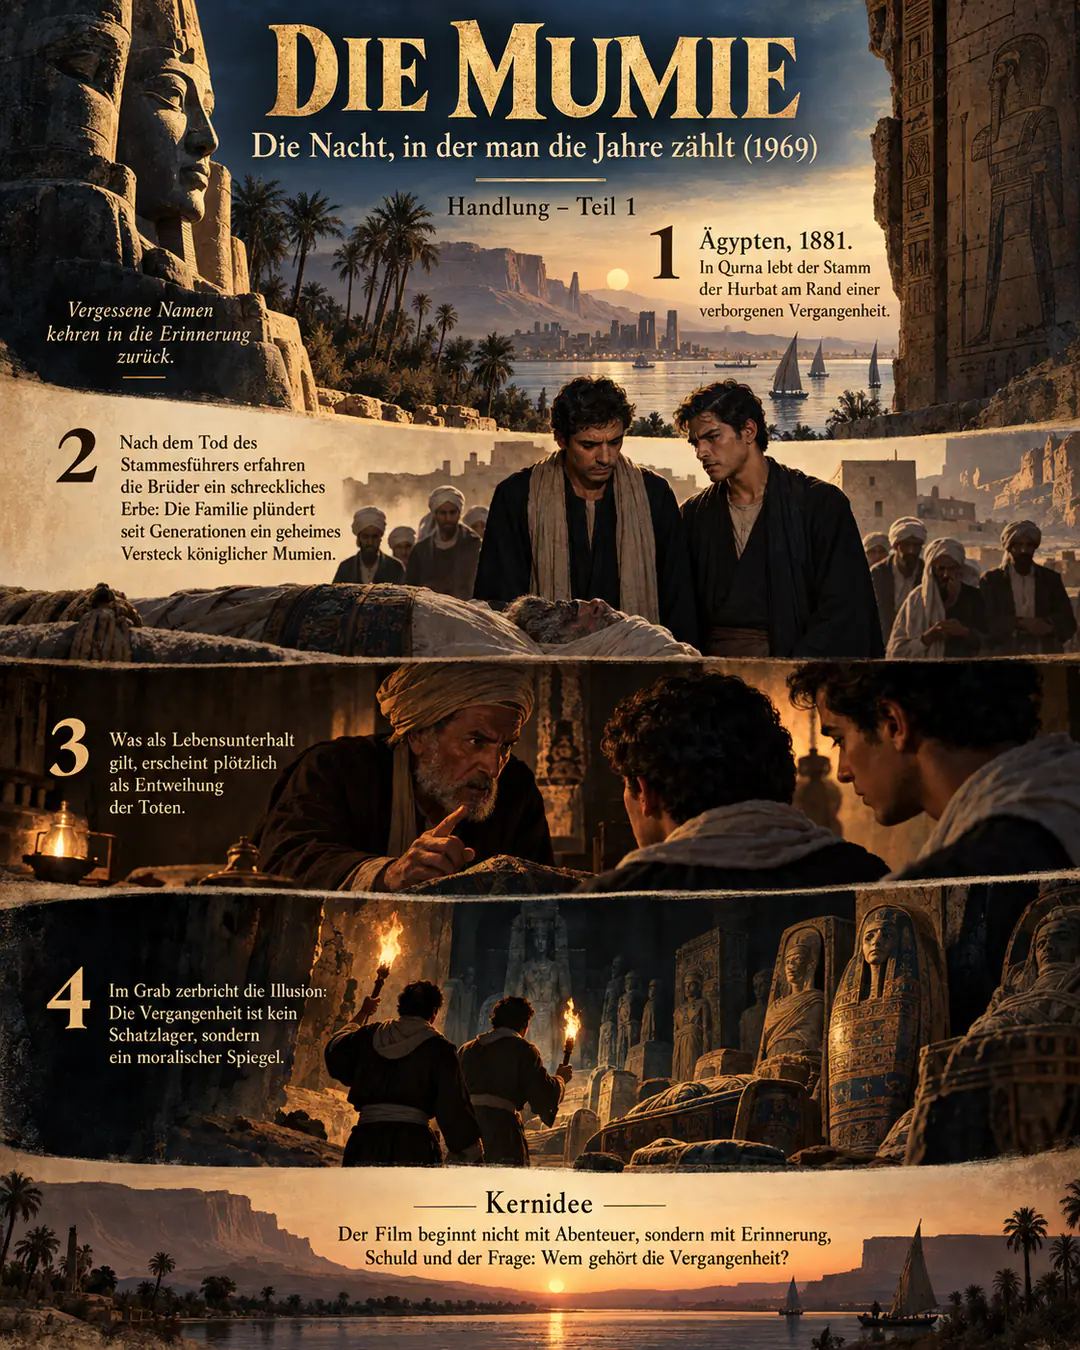 DIE MUMIE
Die Nacht, in der man die Jahre zählt (1969)
Handlung – Teil 1
1
Ägypten, 1881.
In Qurna lebt der Stamm
der Hurbat am Rand einer
verborgenen Vergangenheit.
Vergessene Namen
kehren in die Erinnerung
zurück.
2
Nach dem Tod des
Stammesführers erfahren
die Brüder ein schreckliches
Erbe: Die Familie plündert
seit Generationen ein geheimes
Versteck königlicher Mumien.
3
Was als Lebensunterhalt
gilt, erscheint plötzlich
als Entweihung
der Toten.
4
Im Grab zerbricht die Illusion:
Die Vergangenheit ist kein
Schatzlager, sondern
ein moralischer Spiegel.
Kernidee
Der Film beginnt nicht mit Abenteuer, sondern mit Erinnerung,
Schuld und der Frage: Wem gehört die Vergangenheit?